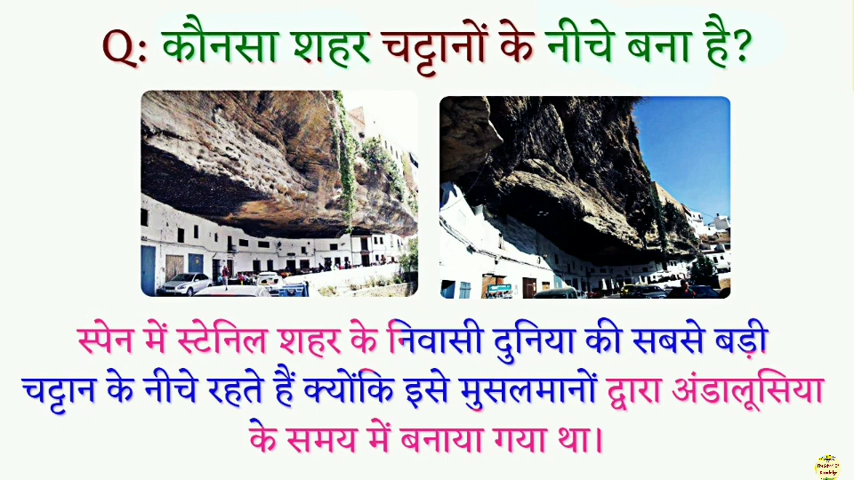 Q: कौनसा शहर चट्टानों के नीचे बना है?
स्पेन में स्टेनिल शहर के निवासी दुनिया की सबसे बड़ी
चट्टान के नीचे रहते हैं क्योंकि इसे मुसलमानों द्वारा अंडालूसिया
के समय में बनाया गया था।